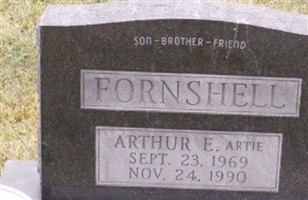 SON-BROTHER-FRIEND
FORNSHELL
ARTHUR E. ARTIE
SEPT. 23, 1969
NOV. 24, 1990